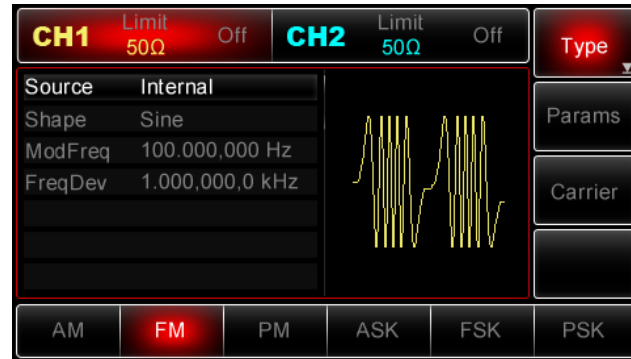 CH1 Limit 50Ω Off CH2 Limit 50Ω Off Type
Source Internal
Shape Sine
ModFreq 100.000,000 Hz
FreqDev 1.000,000,0 kHz
Params
Carrier
AM FM PM ASK FSK PSK